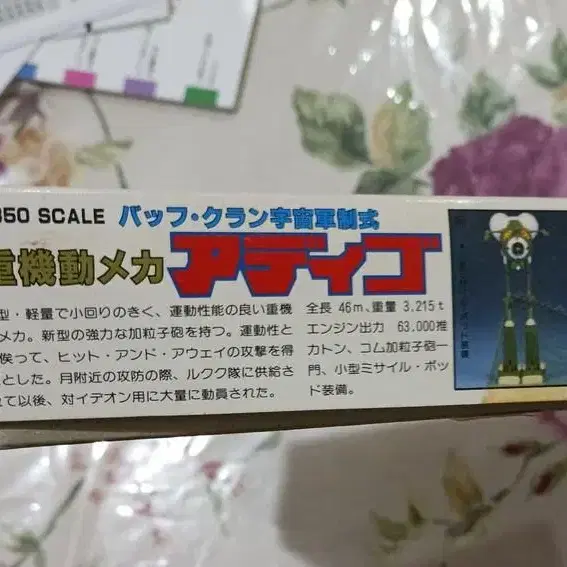 350 SCALE バッフ・クラン宇宙軍制式
重機動メカ アディゴ
型・軽量で小回りのきく、運動性能の良い重機
メカ。新型の強力な加粒子砲を持つ。運動性と
俟って、ヒット・アンド・アウェイの攻撃を得
とした。月附近の攻防の際、ルクク隊に供給さ
て以後、対イデオン用に大量に動員された。
全長 46m、重量 3.215t
エンジン出力 63.000推
カトン、コム加粒子砲一
門、小型ミサイル・ポッ
ド装備。